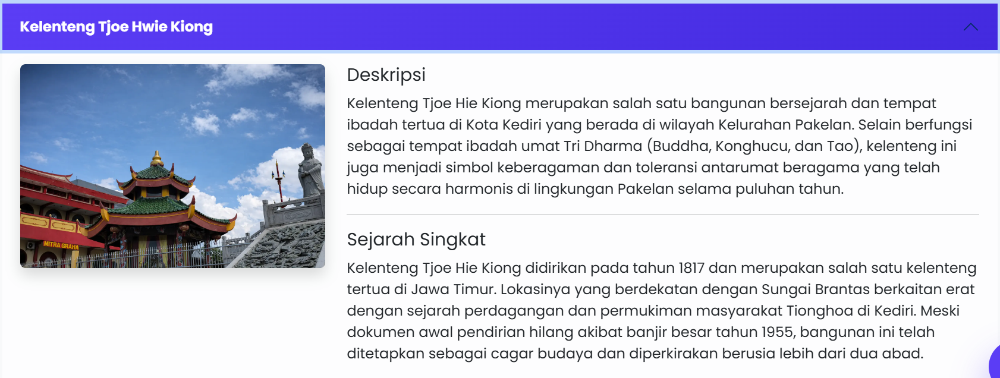 Kelenteng Tjoe Hwie Kiong
MITRA GRAHA
Deskripsi
Kelenteng Tjoe Hie Kiong merupakan salah satu bangunan bersejarah dan tempat
ibadah tertua di Kota Kediri yang berada di wilayah Kelurahan Pakelan. Selain berfungsi
sebagai tempat ibadah umat Tri Dharma (Buddha, Konghucu, dan Tao), kelenteng ini
juga menjadi simbol keberagaman dan toleransi antarumat beragama yang telah
hidup secara harmonis di lingkungan Pakelan selama puluhan tahun.
Sejarah Singkat
Kelenteng Tjoe Hie Kiong didirikan pada tahun 1817 dan merupakan salah satu kelenteng
tertua di Jawa Timur. Lokasinya yang berdekatan dengan Sungai Brantas berkaitan erat
dengan sejarah perdagangan dan permukiman masyarakat Tionghoa di Kediri. Meski
dokumen awal pendirian hilang akibat banjir besar tahun 1955, bangunan ini telah
ditetapkan sebagai cagar budaya dan diperkirakan berusia lebih dari dua abad.